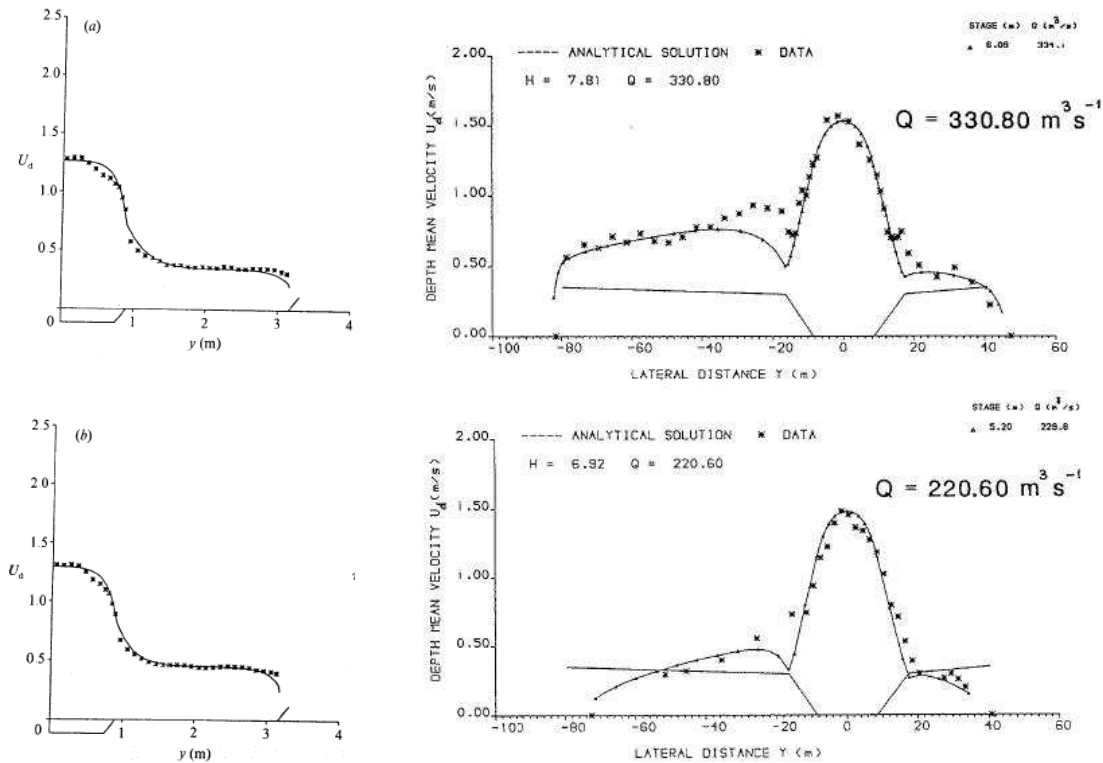 (a)
2.5
2.0
1.5
U_d
1.0
0.5
0
1 2 3 4
y (m)
STAGE (m) Q (m³/s)
2.00
----- ANALYTICAL SOLUTION * DATA
H = 7.81 Q = 330.80
Q = 330.80 m³ s⁻¹
1.50
1.00
0.50
0.00
DEPTH MEAN VELOCITY U_d (m/s)
-100 -80 -60 -40 -20 0 20 40 60
LATERAL DISTANCE Y (m)
(b)
2.5
2.0
1.5
U_d
1.0
0.5
0
1 2 3 4
y (m)
STAGE (m) Q (m³/s)
5.20
2.00
----- ANALYTICAL SOLUTION * DATA
H = 6.92 Q = 220.60
Q = 220.60 m³ s⁻¹
1.50
1.00
0.50
0.00
DEPTH MEAN VELOCITY U_d (m/s)
-100 -80 -60 -40 -20 0 20 40 60
LATERAL DISTANCE Y (m)